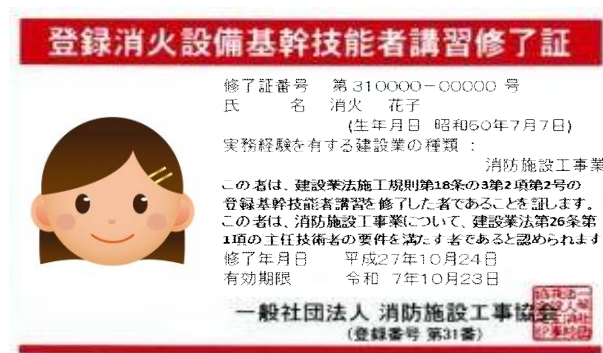 登録消火設備基幹技能者講習修了証
修了証番号 第310000-00000 号
氏 名 消火 花子
(生年月日 昭和50年7月7日)
実務経験を有する建設業の種類 :
消防施設工事業
この者は、建設業法施工規則第18条の3第2項第2号の
登録基幹技能者講習を修了した者であることを証します。
この者は、消防施設工事業について、建設業法第26条第
1項の主任技術者の要件を満たす者であると認められます
修了年月日 平成27年10月24日
有効期限 令和 7年10月23日
一般社団法人 消防施設工事協会
(登録番号 第31番)